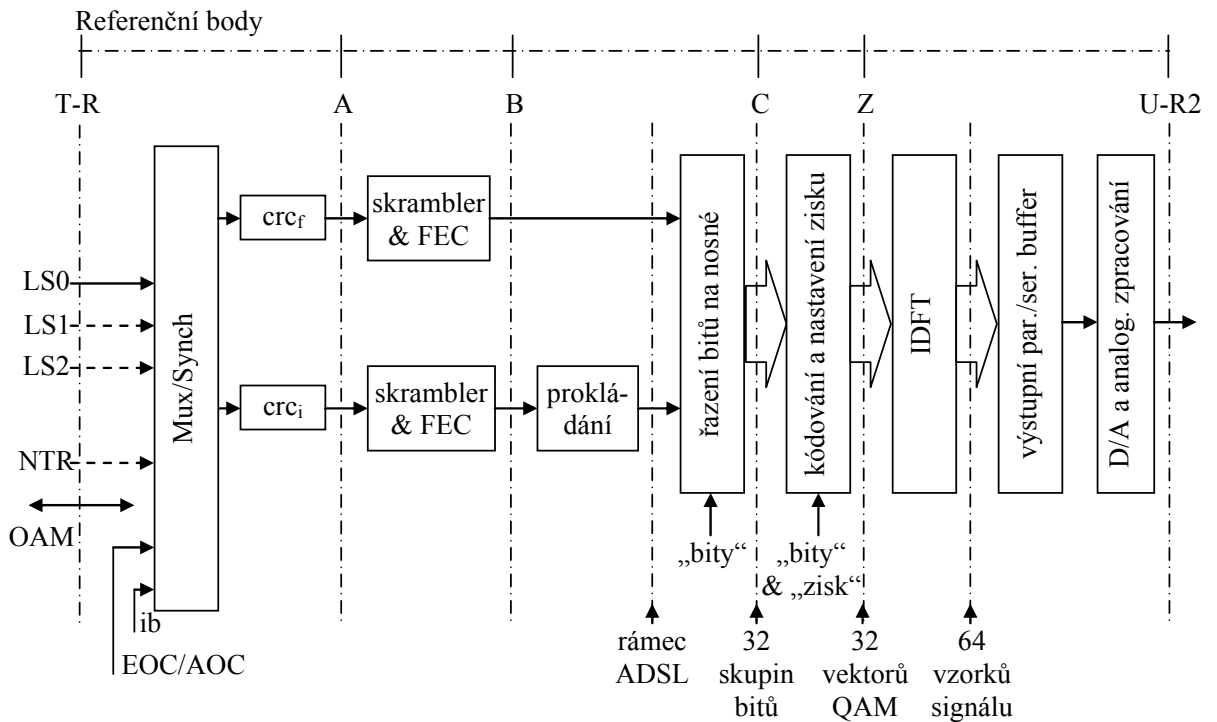 Referenční body
T-R
A
B
C
Z
U-R2
LS0
LS1
LS2
NTR
OAM
ib
EOC/AOC
Mux/Synch
crcf
crci
skrambler
& FEC
skrambler
& FEC
proklá-
dání
řazení bitů na nosné
kódování a nastavení zisku
IDFT
výstupní par./ser. buffer
D/A a analog. zpracování
„bity“
„bity“
& „zisk“
rámec
ADSL
32
skupin
bitů
32
vektorů
QAM
64
vzorků
signálu